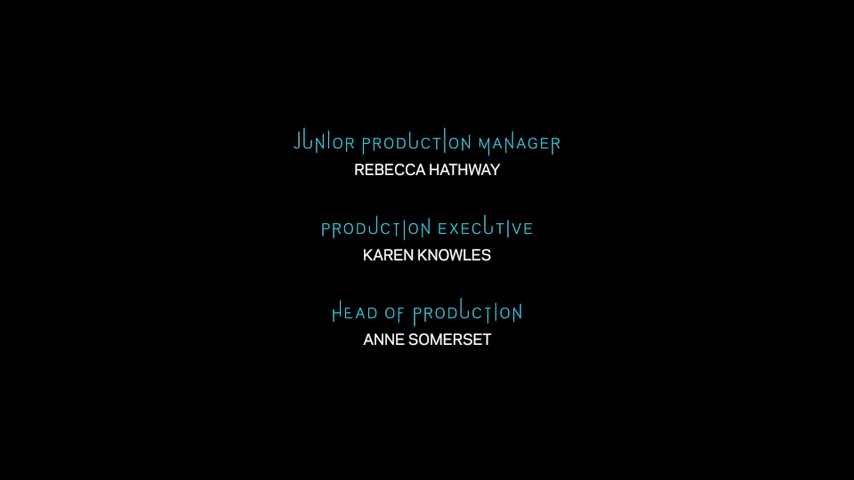 JUNIOR PRODUCTION MANAGER
REBECCA HATHWAY
PRODUCTION EXECUTIVE
KAREN KNOWLES
HEAD OF PRODUCTION
ANNE SOMERSET